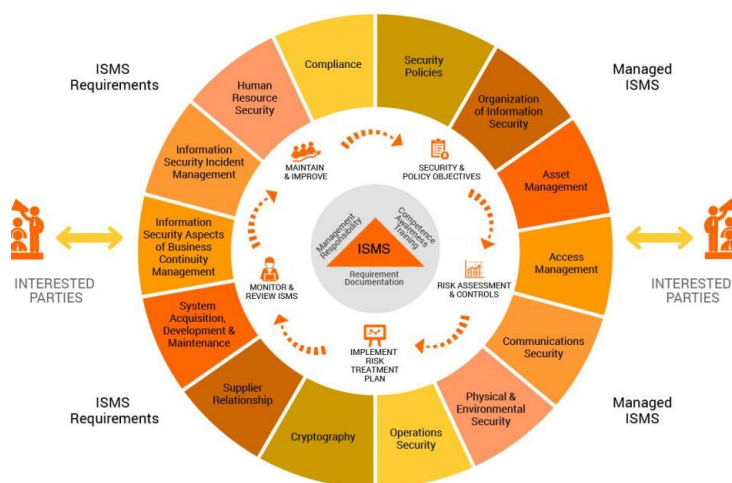 ISMS
Requirements
Managed
ISMS
Compliance
Security
Policies
Human
Resource
Security
Organization
of Information
Security
Information
Security Incident
Management
Asset
Management
MAINTAIN
& IMPROVE
SECURITY &
POLICY OBJECTIVES
Management
Responsibility
Competence
Awareness
Training
ISMS
Requirement
Documentation
INTERESTED
PARTIES
Information
Security Aspects
of Business
Continuity
Management
Access
Management
INTERESTED
PARTIES
MONITOR &
REVIEW ISMS
RISK ASSESSMENT
& CONTROLS
System
Acquisition,
Development &
Maintenance
Communications
Security
IMPLEMENT
RISK
TREATMENT
PLAN
Supplier
Relationship
Physical &
Environmental
Security
Cryptography
Operations
Security
ISMS
Requirements
Managed
ISMS